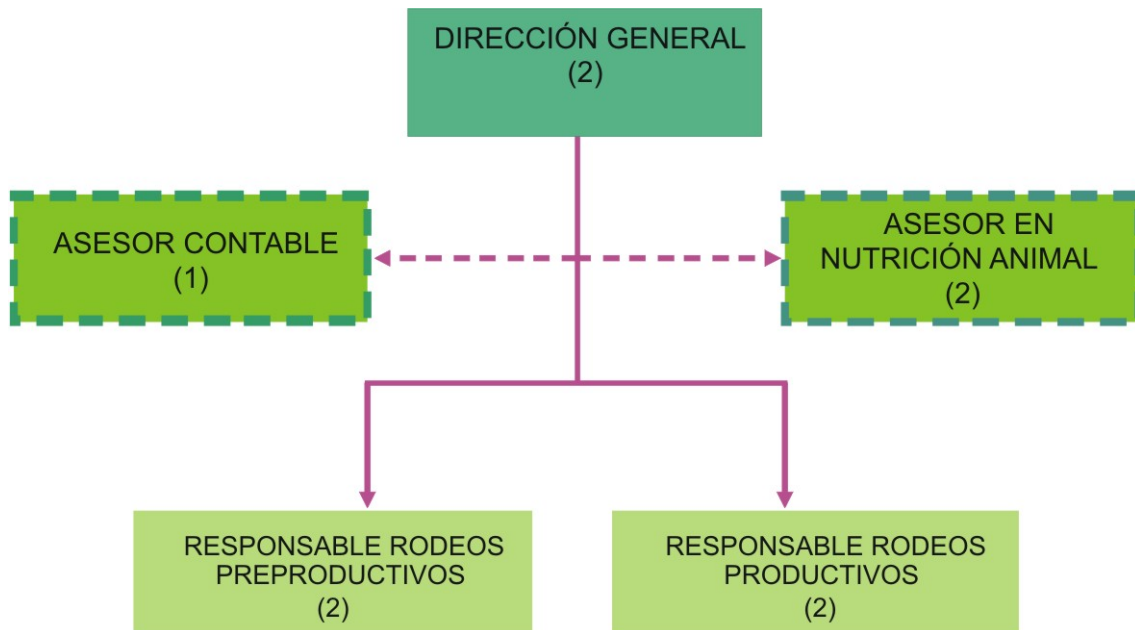 DIRECCIÓN GENERAL
(2)
ASESOR CONTABLE
(1)
ASESOR EN
NUTRICIÓN ANIMAL
(2)
RESPONSABLE RODEOS
PREPRODUCTIVOS
(2)
RESPONSABLE RODEOS
PRODUCTIVOS
(2)